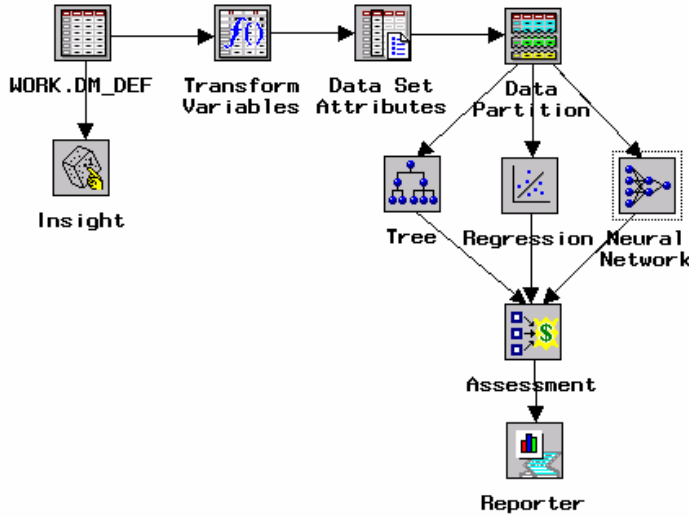 WORK.DM_DEF
Transform
Variables
Data Set
Attributes
Data
Partition
Insight
Tree
Regression
Neural
Network
Assessment
Reporter